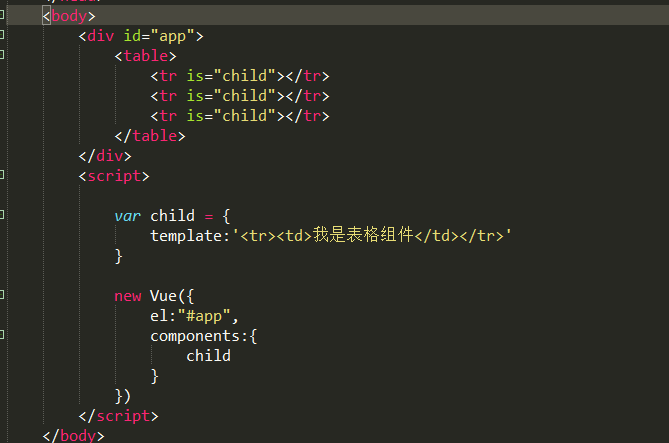 <body>
<div id="app">
<table>
<tr is="child"></tr>
<tr is="child"></tr>
<tr is="child"></tr>
</table>
</div>
<script>
var child = {
template:'<tr><td>我是表格组件</td></tr>'
}
new Vue({
el:"#app",
components:{
child
}
})
</script>
</body>